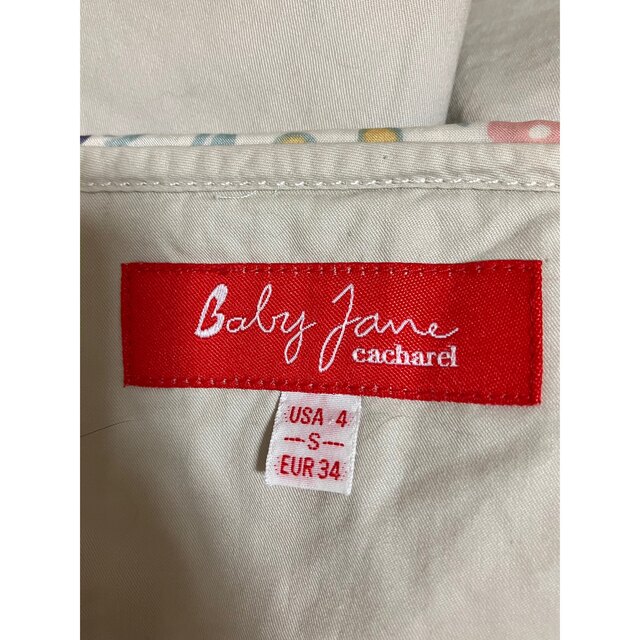 Baby Jane
cacharel
USA 4
---S---
EUR 34